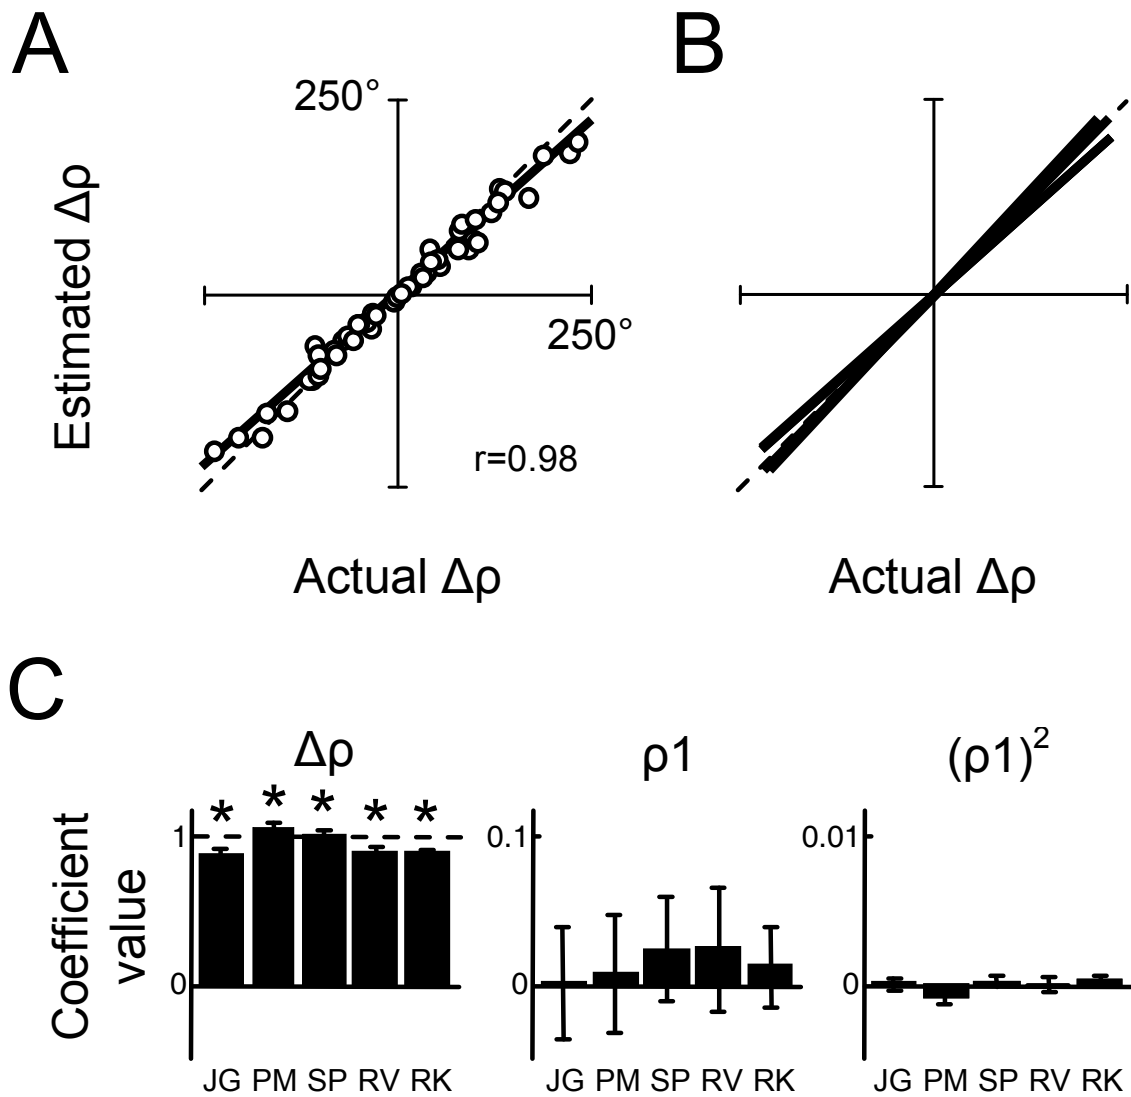 A
B
250°
Estimated Δρ
250°
r=0.98
Actual Δρ
Actual Δρ
C
Δρ
ρ1
(ρ1)²
* * * * *
Coefficient
value
1
0
0.1
0
0.01
0
JG PM SP RV RK
JG PM SP RV RK
JG PM SP RV RK